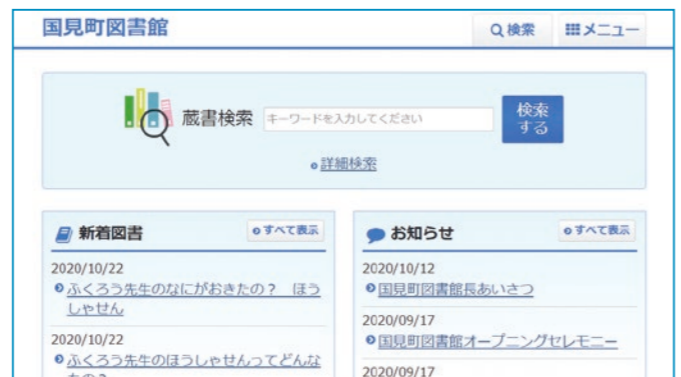 国見町図書館
検索
メニュー
蔵書検索
キーワードを入力してください
検索
する
詳細検索
新着図書
すべて表示
2020/10/22
ふくろう先生のなにがおきたの？　ほう
しゃせん
2020/10/22
ふくろう先生のほうしゃせんってどんな
もの？
お知らせ
すべて表示
2020/10/12
国見町図書館長あいさつ
2020/09/17
国見町図書館オープニングセレモニー
2020/09/17